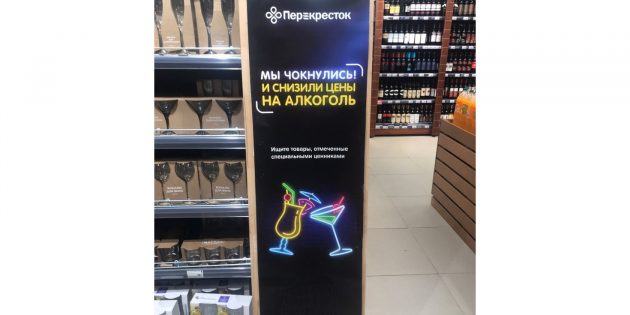 Перекресток
МЫ ЧОКНУЛИСЬ!
И СНИЗИЛИ ЦЕНЫ
НА АЛКОГОЛЬ
Ищите товары, отмеченные
специальными ценниками